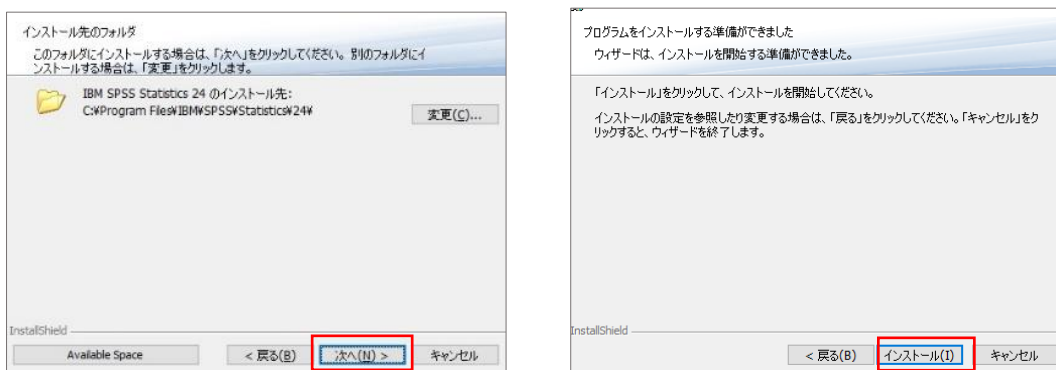 インストール先のフォルダ
このフォルダにインストールする場合は、「次へ」をクリックしてください。別のフォルダにイ
ンストールする場合は、「変更」をクリックします。
IBM SPSS Statistics 24 のインストール先:
C:¥Program Files¥IBM¥SPSS¥Statistics¥24¥
変更(C)...
InstallShield
Available Space
< 戻る(B)
次へ(N) >
キャンセル
プログラムをインストールする準備ができました
ウィザードは、インストールを開始する準備ができました。
「インストール」をクリックして、インストールを開始してください。
インストールの設定を参照したり変更する場合は、「戻る」をクリックしてください。「キャンセル」をク
リックすると、ウィザードを終了します。
InstallShield
< 戻る(B)
インストール(I)
キャンセル